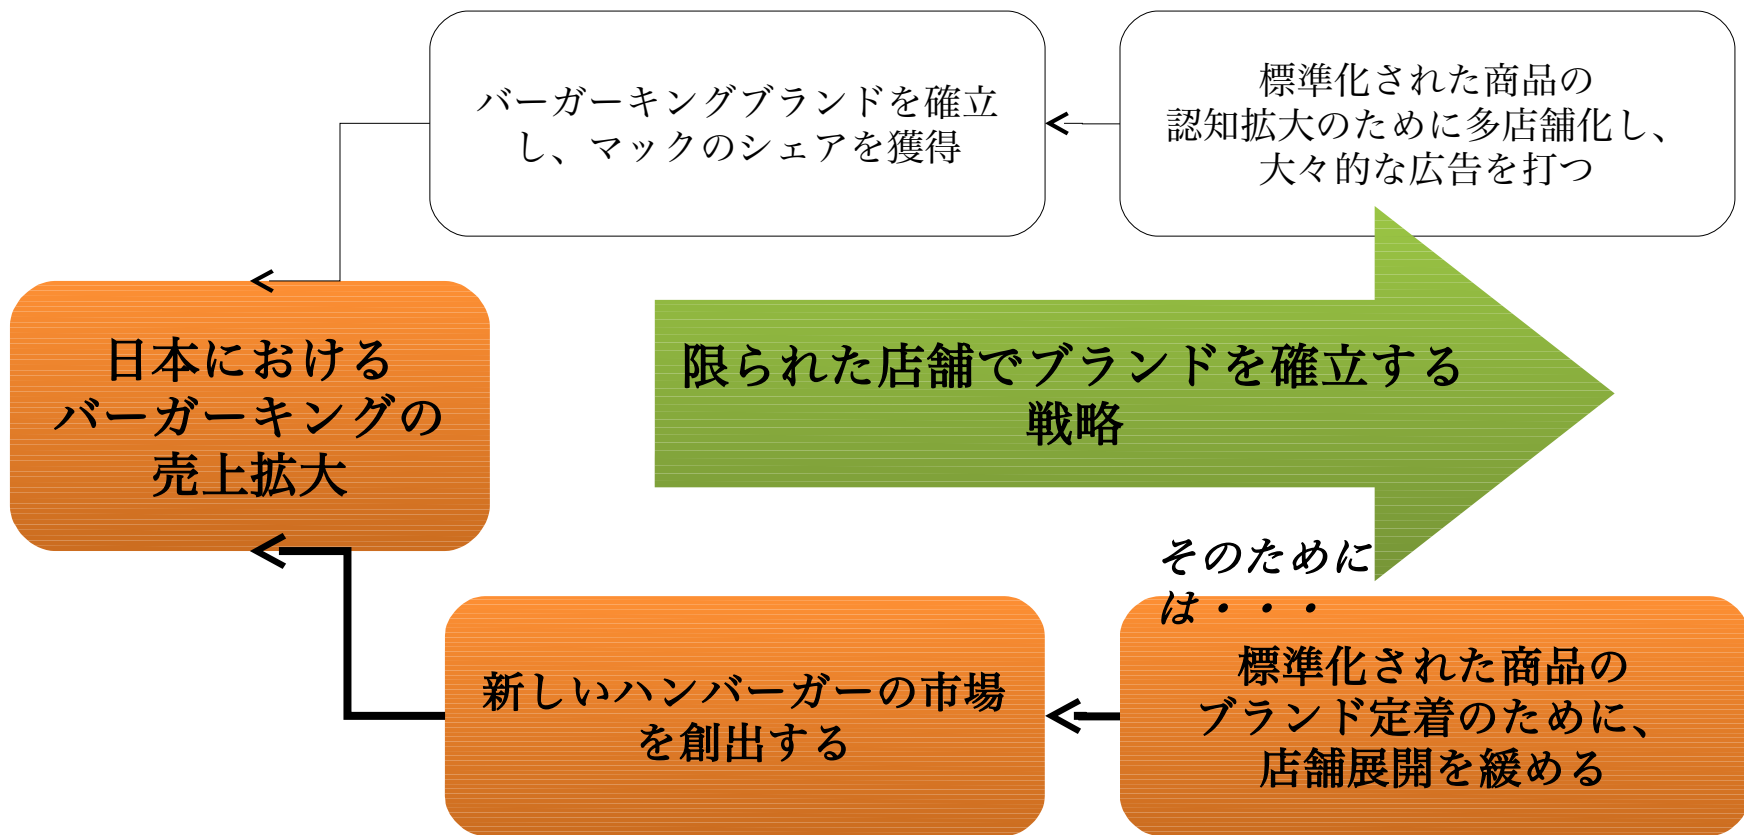 バーガーキングブランドを確立
し、マックのシェアを獲得
標準化された商品の
認知拡大のために多店舗化し、
大々的な広告を打つ
日本における
バーガーキングの
売上拡大
限られた店舗でブランドを確立する
戦略
そのために
は・・・
新しいハンバーガーの市場
を創出する
標準化された商品の
ブランド定着のために、
店舗展開を緩める